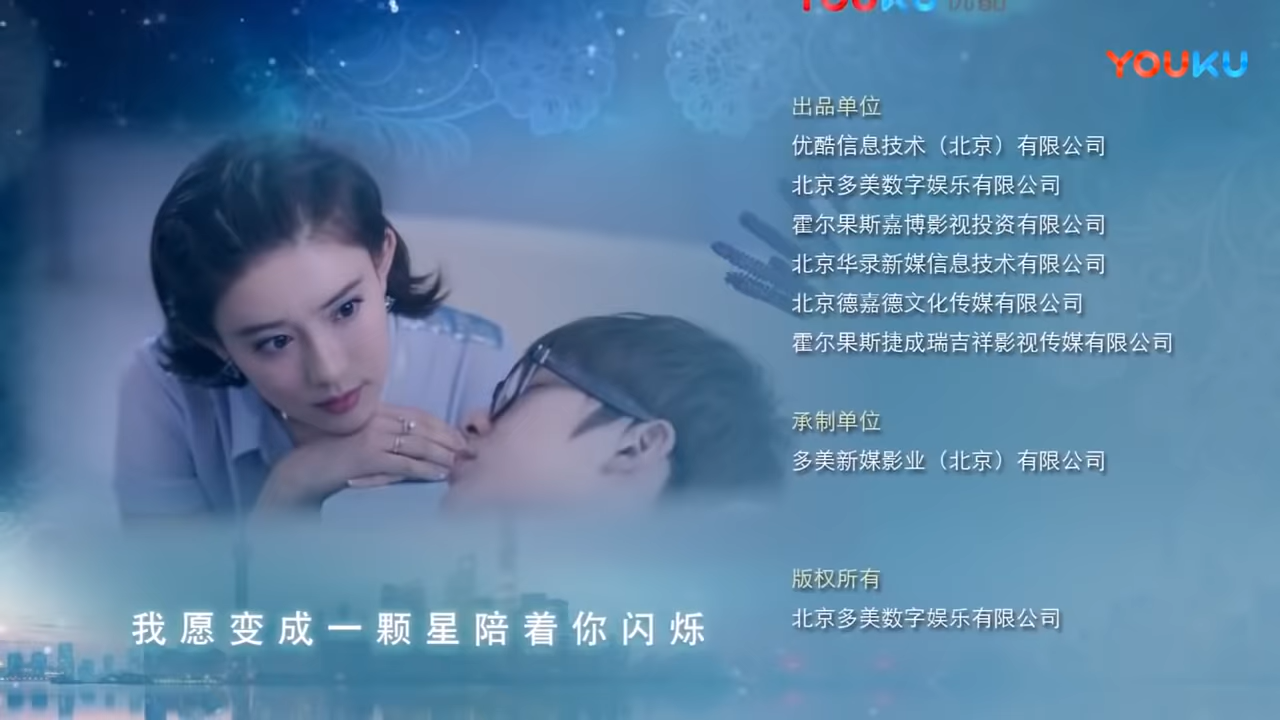 YOUKU
出品单位
优酷信息技术（北京）有限公司
北京多美数字娱乐有限公司
霍尔果斯嘉博影视投资有限公司
北京华录新媒信息技术有限公司
北京德嘉德文化传媒有限公司
霍尔果斯捷成瑞吉祥影视传媒有限公司
承制单位
多美新媒影业（北京）有限公司
版权所有
北京多美数字娱乐有限公司
我愿变成一颗星陪着你闪烁